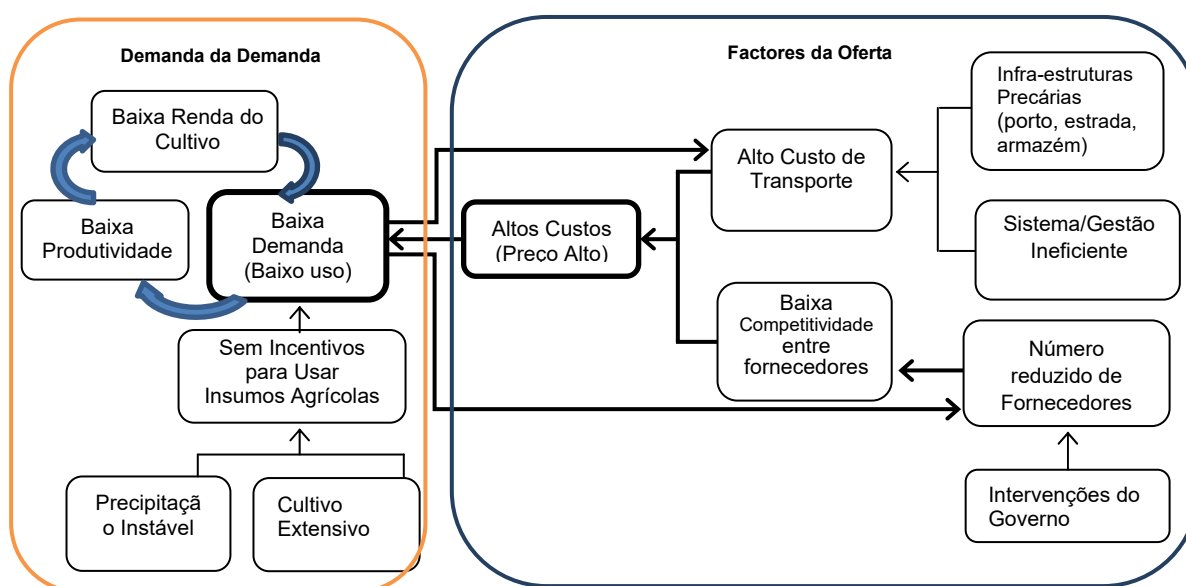 Demanda da Demanda
Baixa Renda do
Cultivo
Baixa
Produtividade
Baixa
Demanda
(Baixo uso)
Sem Incentivos
para Usar
Insumos Agrícolas
Precipitaçã
o Instável
Cultivo
Extensivo
Factores da Oferta
Altos Custos
(Preço Alto)
Alto Custo de
Transporte
Baixa
Competitividade
entre
fornecedores
Infra-estruturas
Precárias
(porto, estrada,
armazém)
Sistema/Gestão
Ineficiente
Número
reduzido de
Fornecedores
Intervenções do
Governo